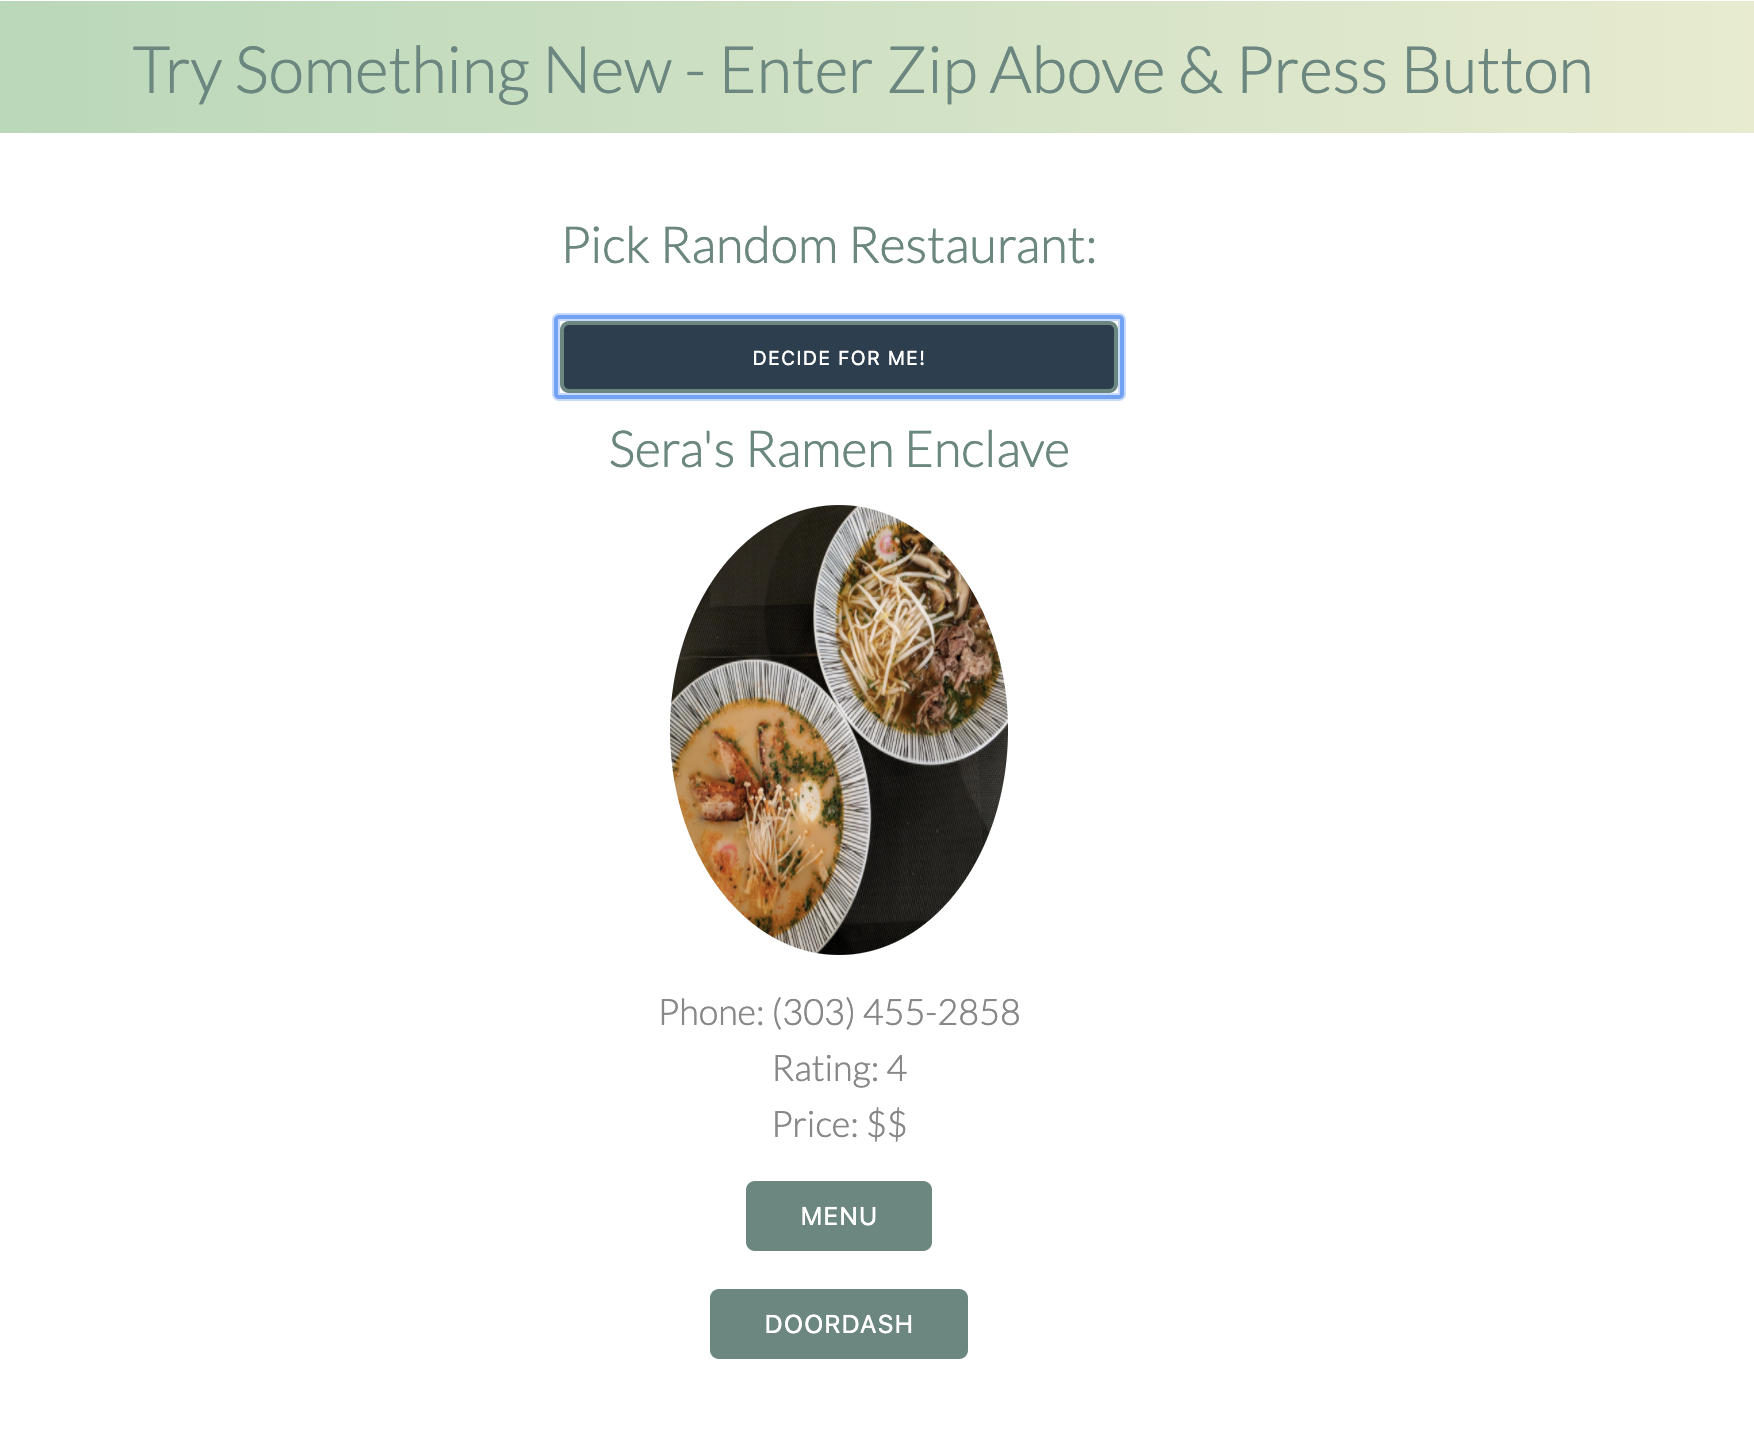 Try Something New - Enter Zip Above & Press Button
Pick Random Restaurant:
DECIDE FOR ME!
Sera's Ramen Enclave
Phone: (303) 455-2858
Rating: 4
Price: $$
MENU
DOORDASH